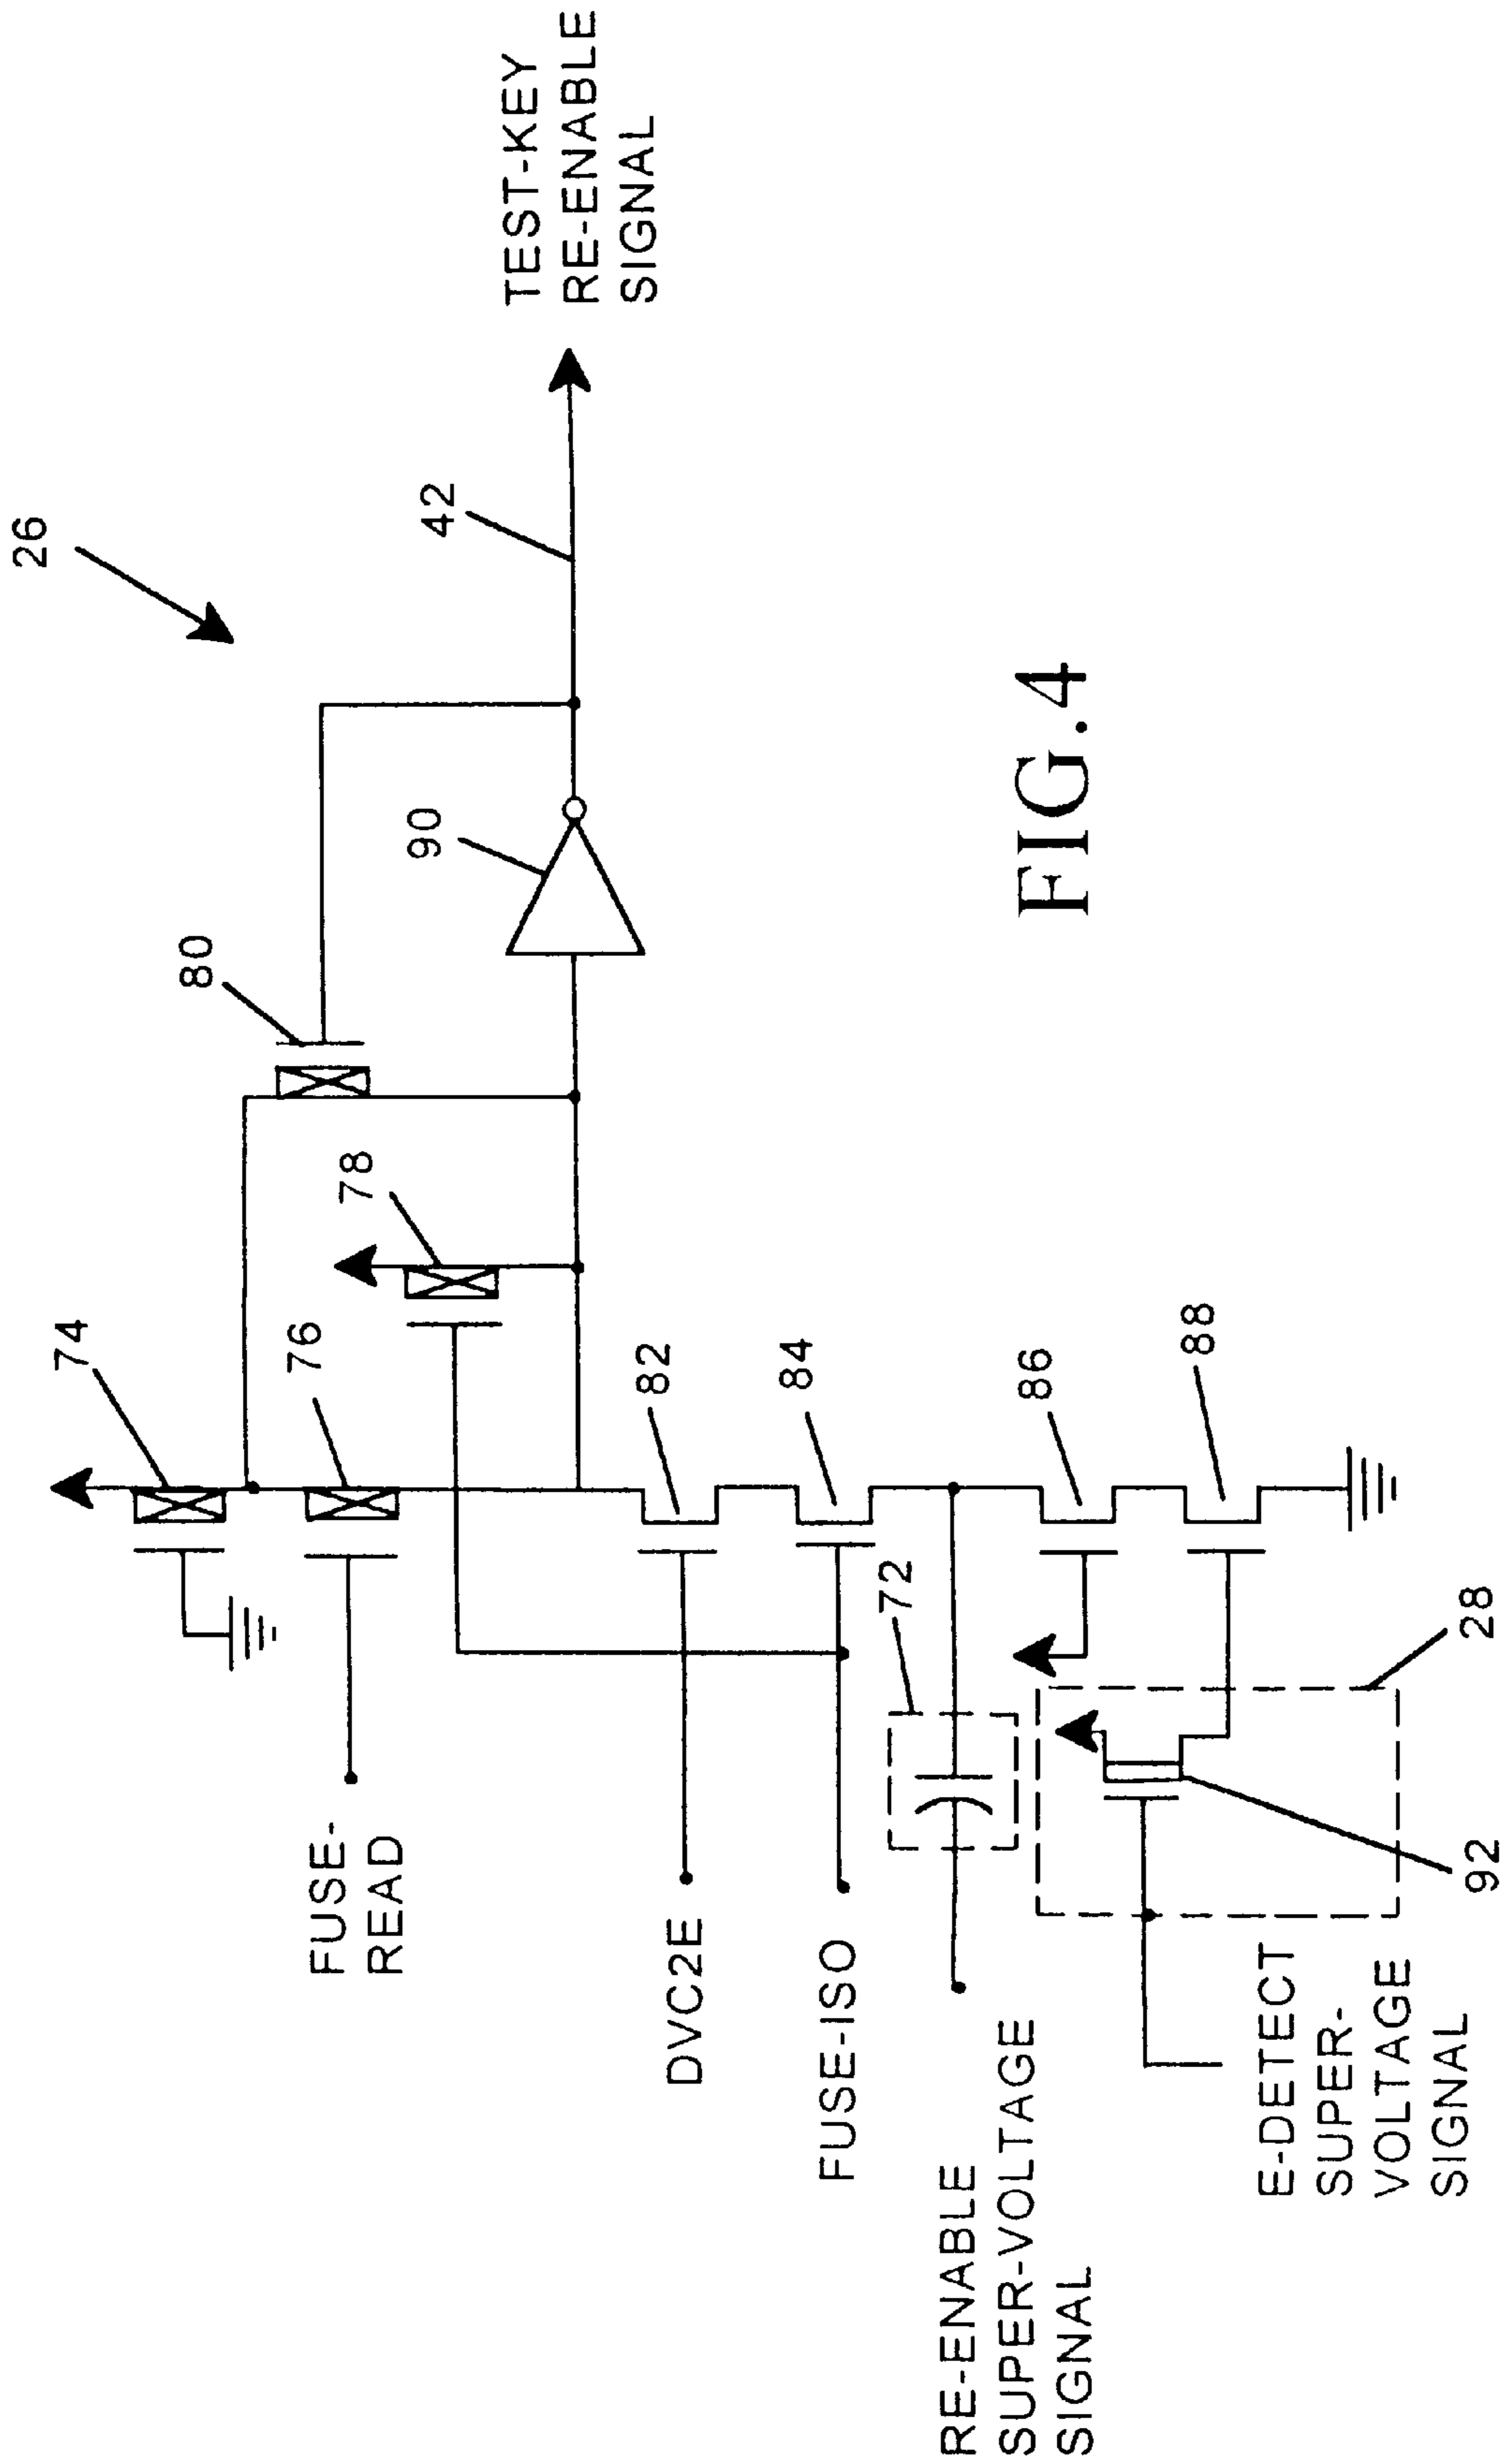 26
74
76
78
80
90
42
TEST-KEY
RE-ENABLE
SIGNAL
FUSE-
READ
82
DVC2E
84
FUSE-ISO
72
RE-ENABLE
SUPER-VOLTAGE
SIGNAL
86
88
28
92
E-DETECT
SUPER-
VOLTAGE
SIGNAL
FIG.4